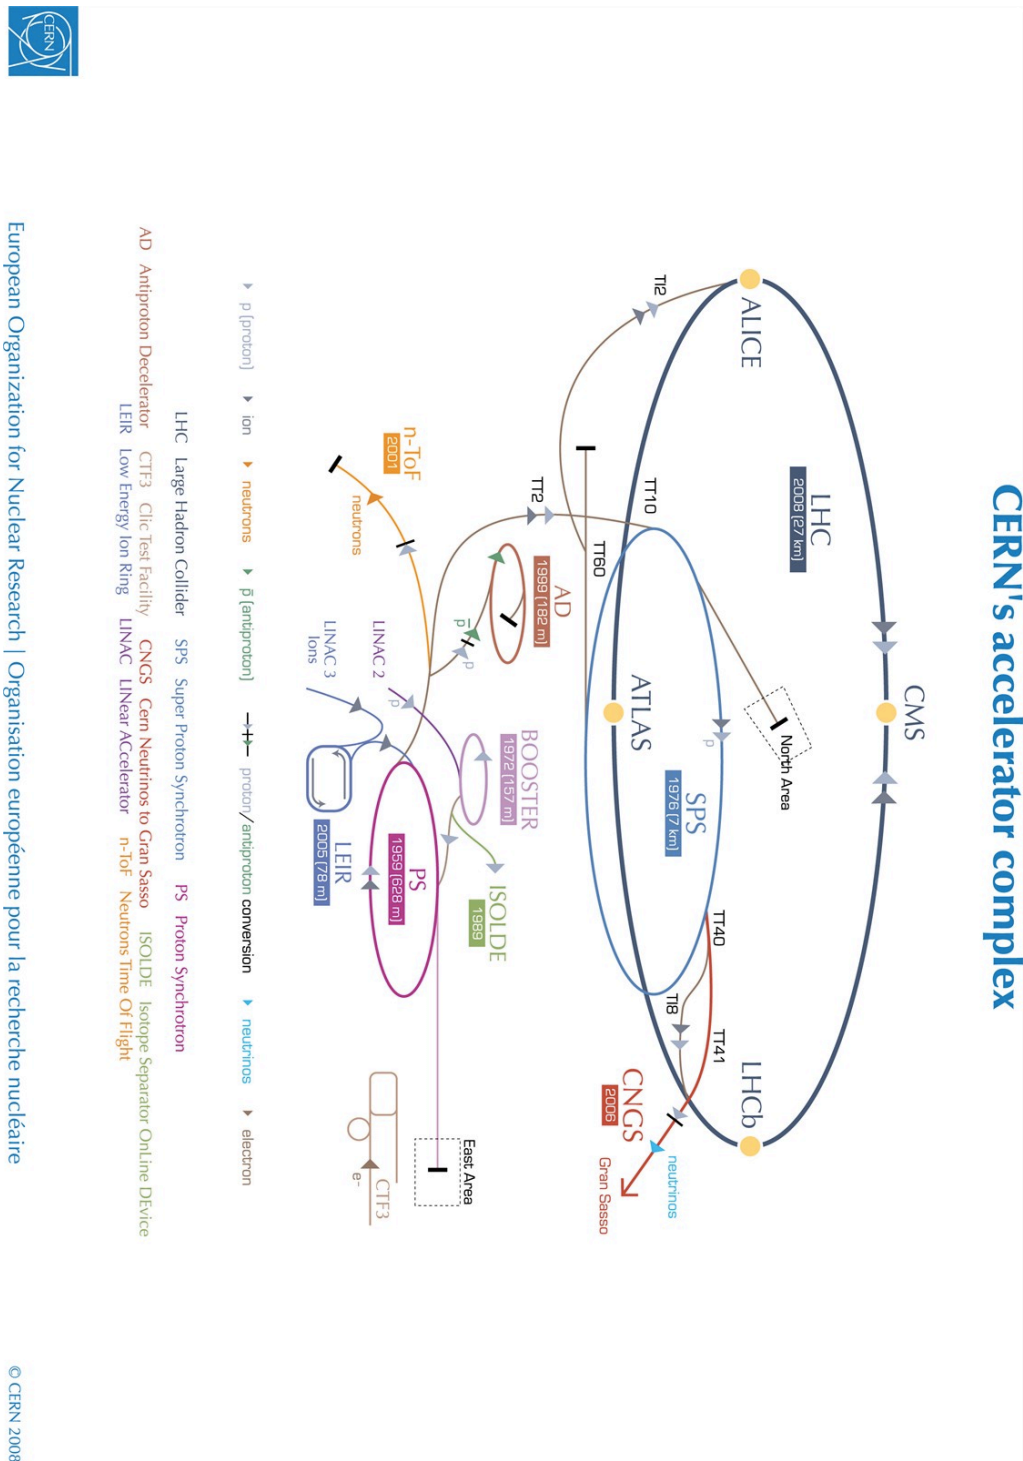 CERN's accelerator complex
CMS
LHC
2008 (27 km)
North Area
ALICE
LHCb
TT10
TT40
TT41
SPS
1976 (7 km)
p
TI2
TI8
neutrinos
ATLAS
CNGS
2006
Gran Sasso
TT60
AD
1999 (182 m)
TT2
BOOSTER
1972 (157 m)
ISOLDE
1989
p
p̄
East Area
n-ToF
2001
LINAC 2
p
neutrons
PS
1959 (628 m)
CTF3
e-
LINAC 3
Ions
LEIR
2005 (78 m)
p (proton) ion neutrons p̄ (antiproton) proton/antiproton conversion neutrinos electron
LHC Large Hadron Collider SPS Super Proton Synchrotron PS Proton Synchrotron
AD Antiproton Decelerator CTF3 Clic Test Facility CNGS Cern Neutrinos to Gran Sasso ISOLDE Isotope Separator OnLine DEvice
LEIR Low Energy Ion Ring LINAC LINear ACcelerator n-ToF Neutrons Time Of Flight
CERN
European Organization for Nuclear Research | Organisation européenne pour la recherche nucléaire
© CERN 2008